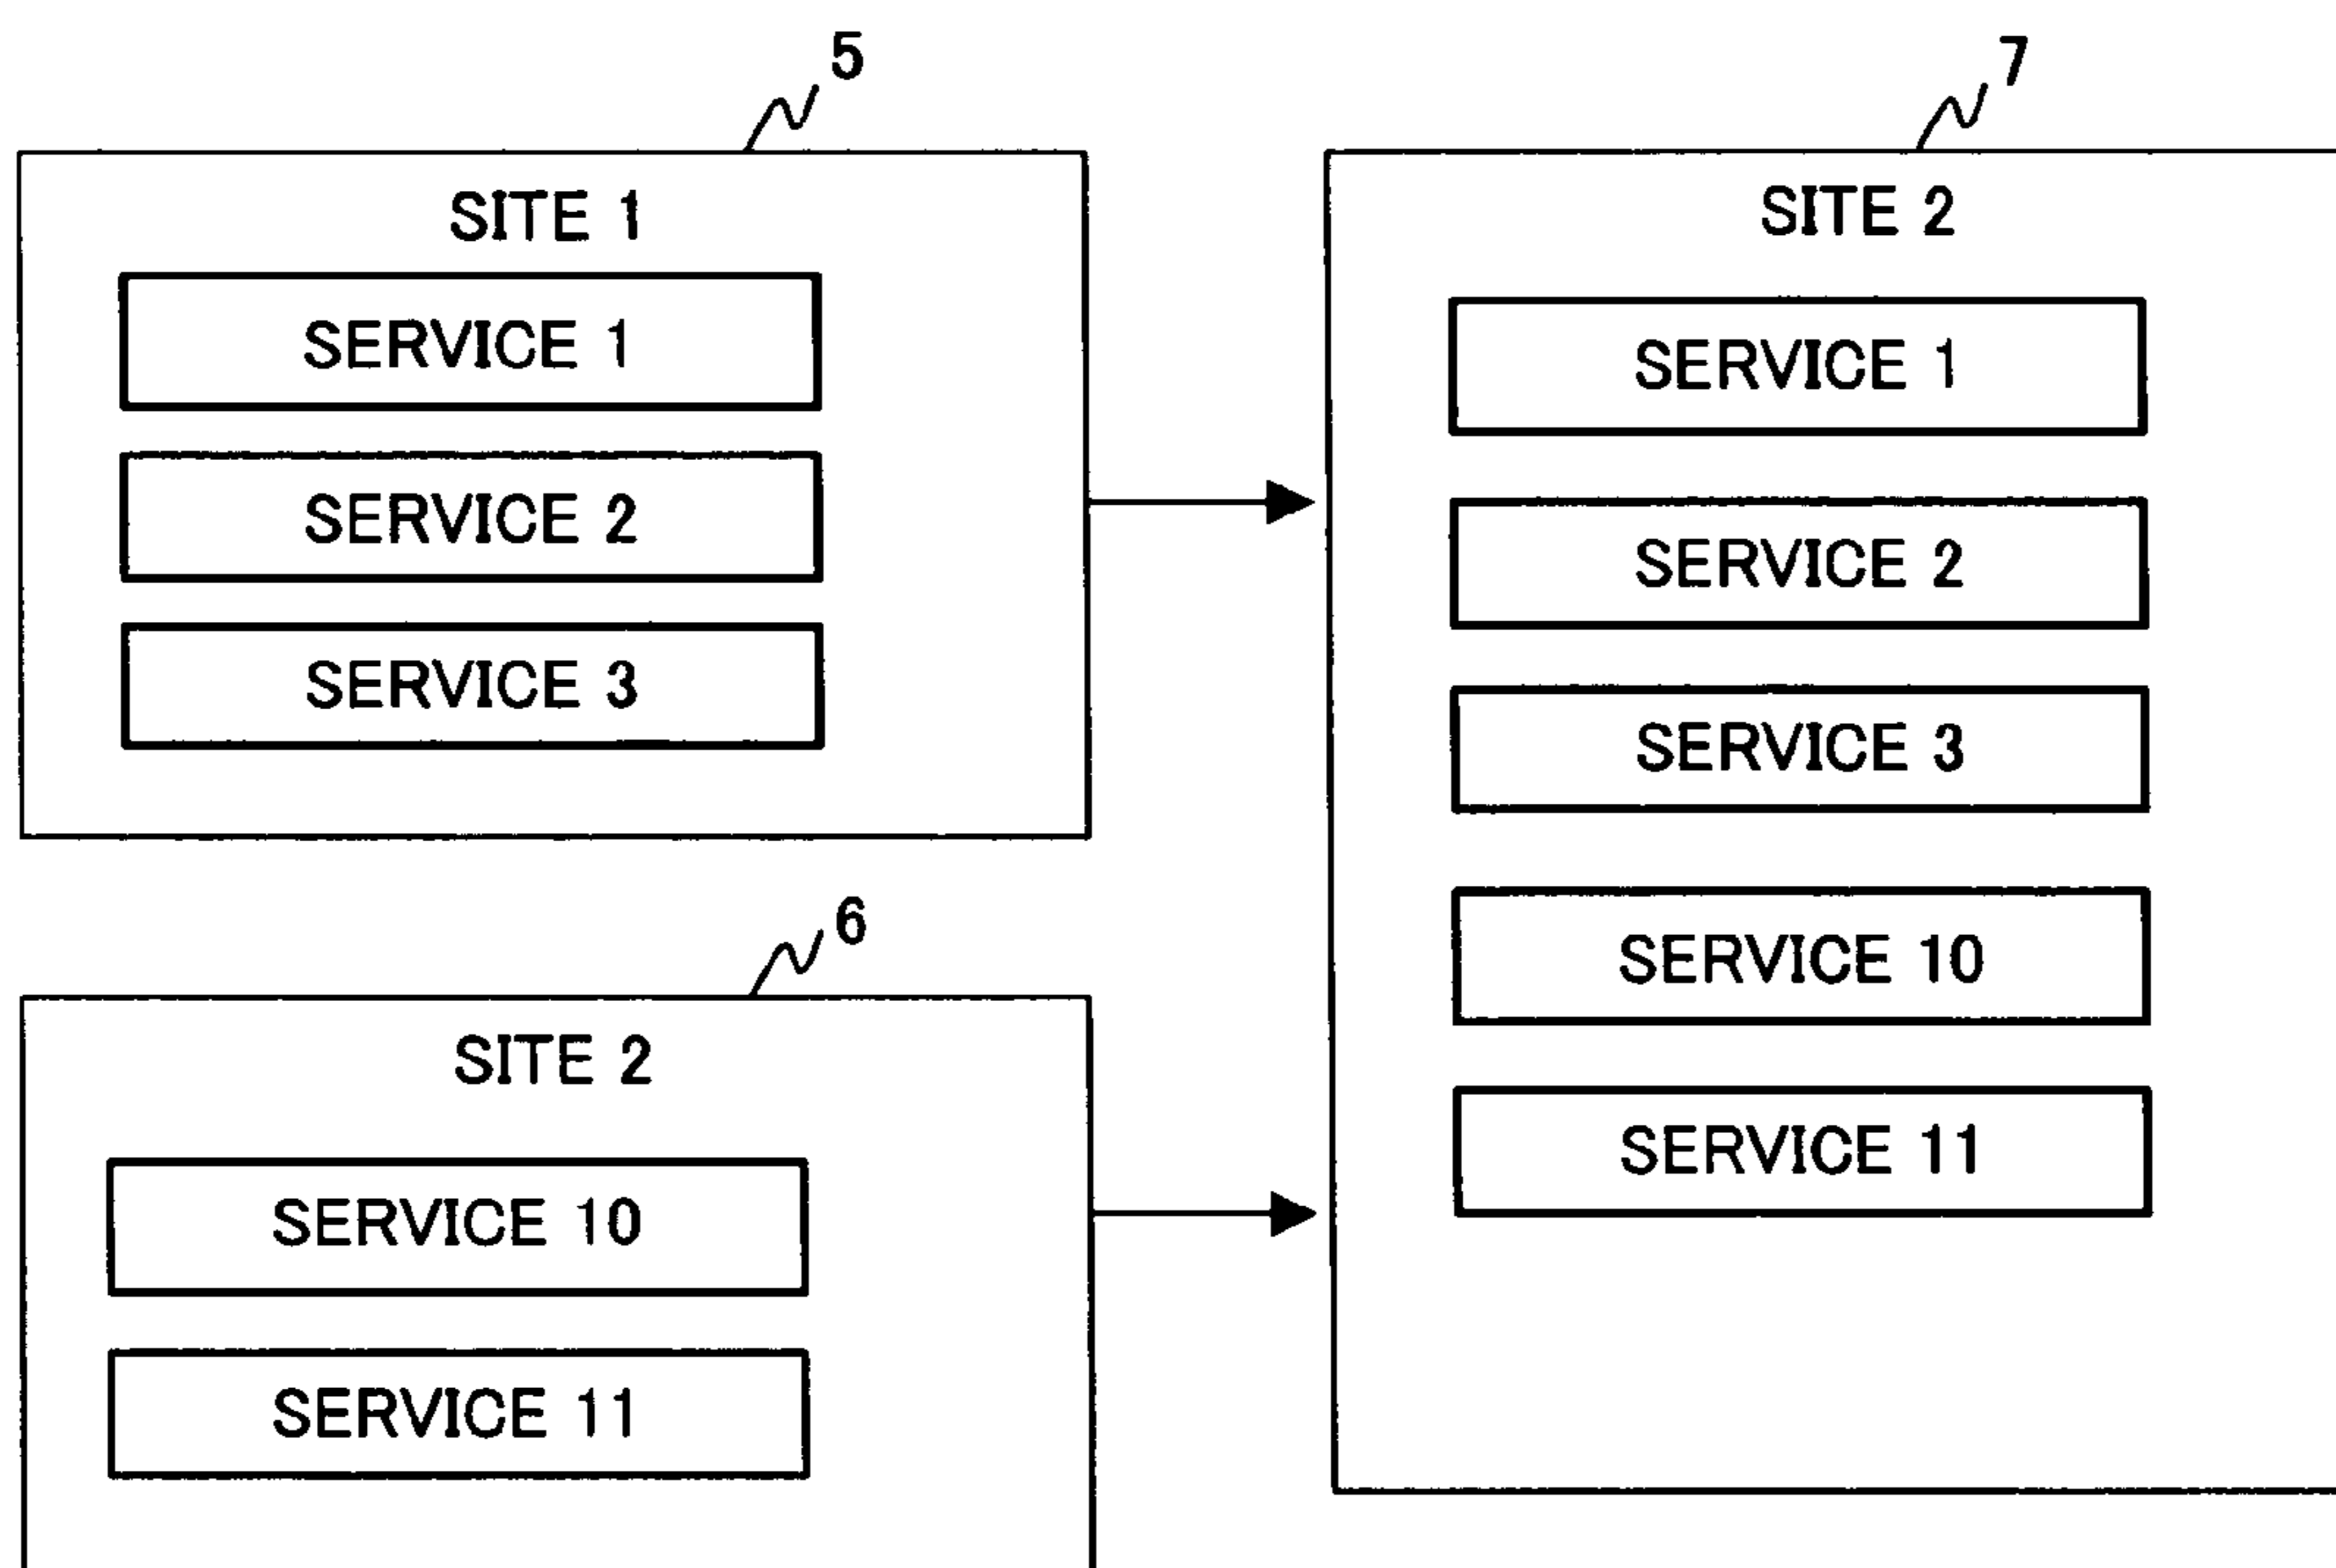 5
SITE 1
SERVICE 1
SERVICE 2
SERVICE 3
6
SITE 2
SERVICE 10
SERVICE 11
7
SITE 2
SERVICE 1
SERVICE 2
SERVICE 3
SERVICE 10
SERVICE 11